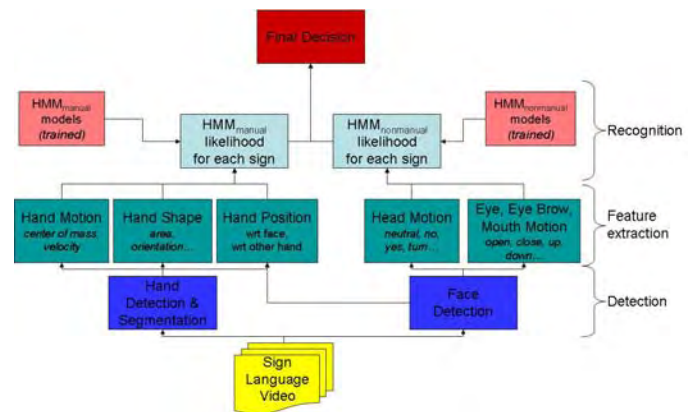 Final Decision
HMMmanual
models
(trained)
HMMmanual
likelihood
for each sign
HMMnonmanual
likelihood
for each sign
HMMnonmanual
models
(trained)
Recognition
Hand Motion
center of mass
velocity
Hand Shape
area,
orientation...
Hand Position
wrt face,
wrt other hand
Head Motion
neutral, no,
yes, turn...
Eye, Eye Brow,
Mouth Motion
open, close, up,
down...
Feature
extraction
Hand
Detection &
Segmentation
Face
Detection
Detection
Sign
Language
Video